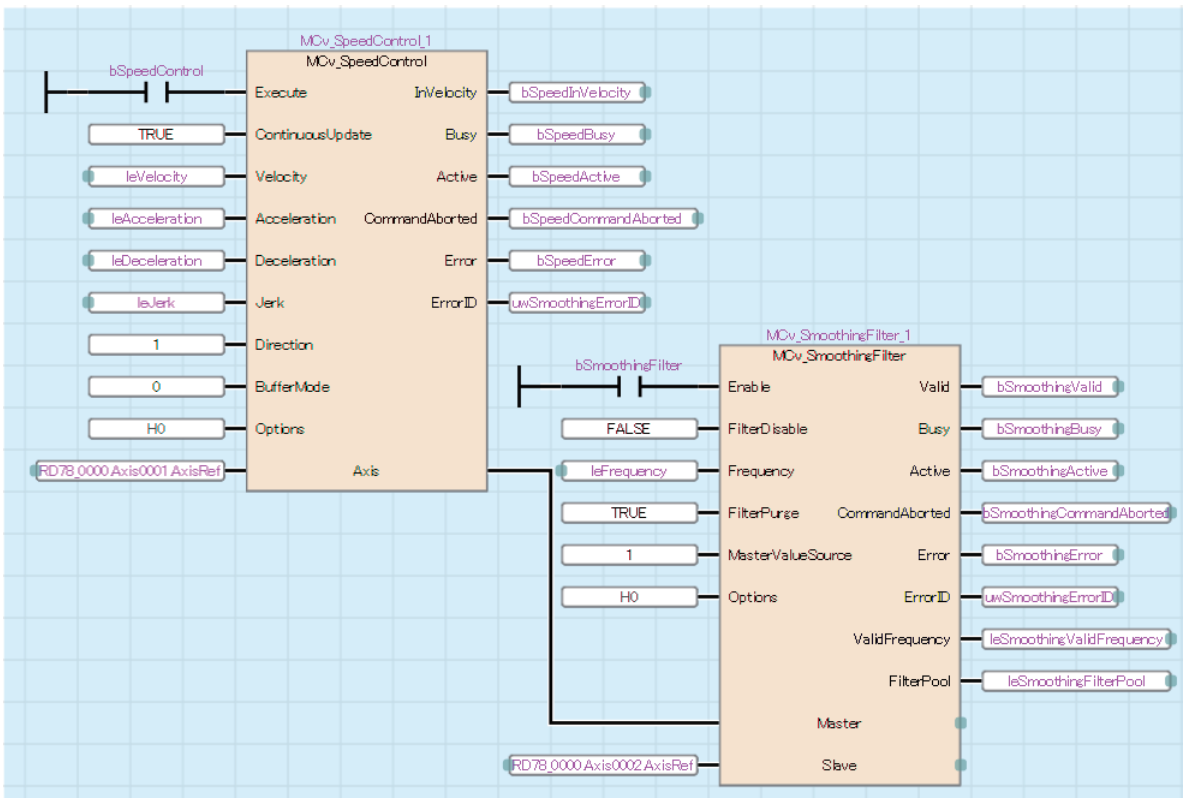 MCv_SpeedControl_1
MCv_SpeedControl
bSpeedControl
Execute
InVelocity
bSpeedInVelocity
TRUE
ContinuousUpdate
Busy
bSpeedBusy
leVelocity
Velocity
Active
bSpeedActive
leAcceleration
Acceleration
CommandAborted
bSpeedCommandAborted
leDeceleration
Deceleration
Error
bSpeedError
leJerk
Jerk
ErrorID
uwSmoothingErrorID
1
Direction
0
BufferMode
H0
Options
RD78_0000.Axis0001.AxisRef
Axis
MCv_SmoothingFilter_1
MCv_SmoothingFilter
bSmoothingFilter
Enable
Valid
bSmoothingValid
FALSE
FilterDisable
Busy
bSmoothingBusy
leFrequency
Frequency
Active
bSmoothingActive
TRUE
FilterPurge
CommandAborted
bSmoothingCommandAborted
1
MasterValueSource
Error
bSmoothingError
H0
Options
ErrorID
uwSmoothingErrorID
ValidFrequency
leSmoothingValidFrequency
FilterPool
leSmoothingFilterPool
Master
RD78_0000.Axis0002.AxisRef
Slave